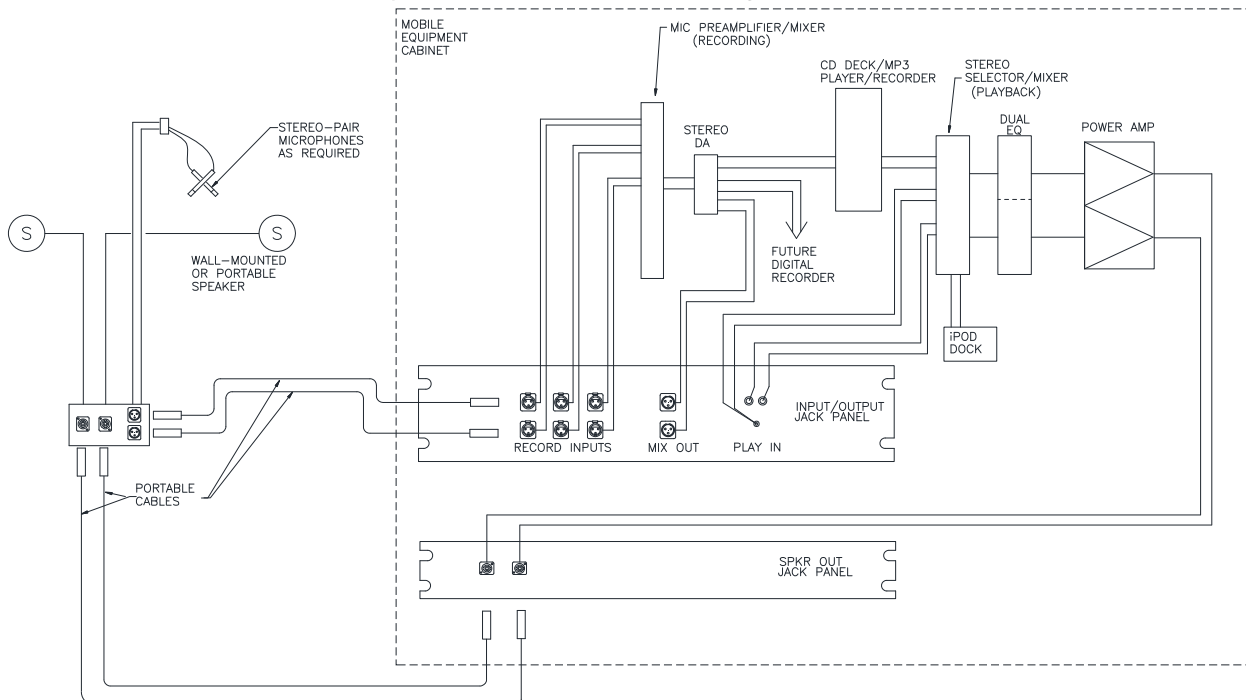 MOBILE
EQUIPMENT
CABINET
MIC PREAMPLIFIER/MIXER
(RECORDING)
CD DECK/MP3
PLAYER/RECORDER
STEREO
SELECTOR/MIXER
(PLAYBACK)
DUAL
EQ
POWER AMP
STEREO
DA
STEREO-PAIR
MICROPHONES
AS REQUIRED
S
S
WALL-MOUNTED
OR PORTABLE
SPEAKER
FUTURE
DIGITAL
RECORDER
iPOD
DOCK
INPUT/OUTPUT
JACK PANEL
RECORD INPUTS
MIX OUT
PLAY IN
PORTABLE
CABLES
SPKR OUT
JACK PANEL